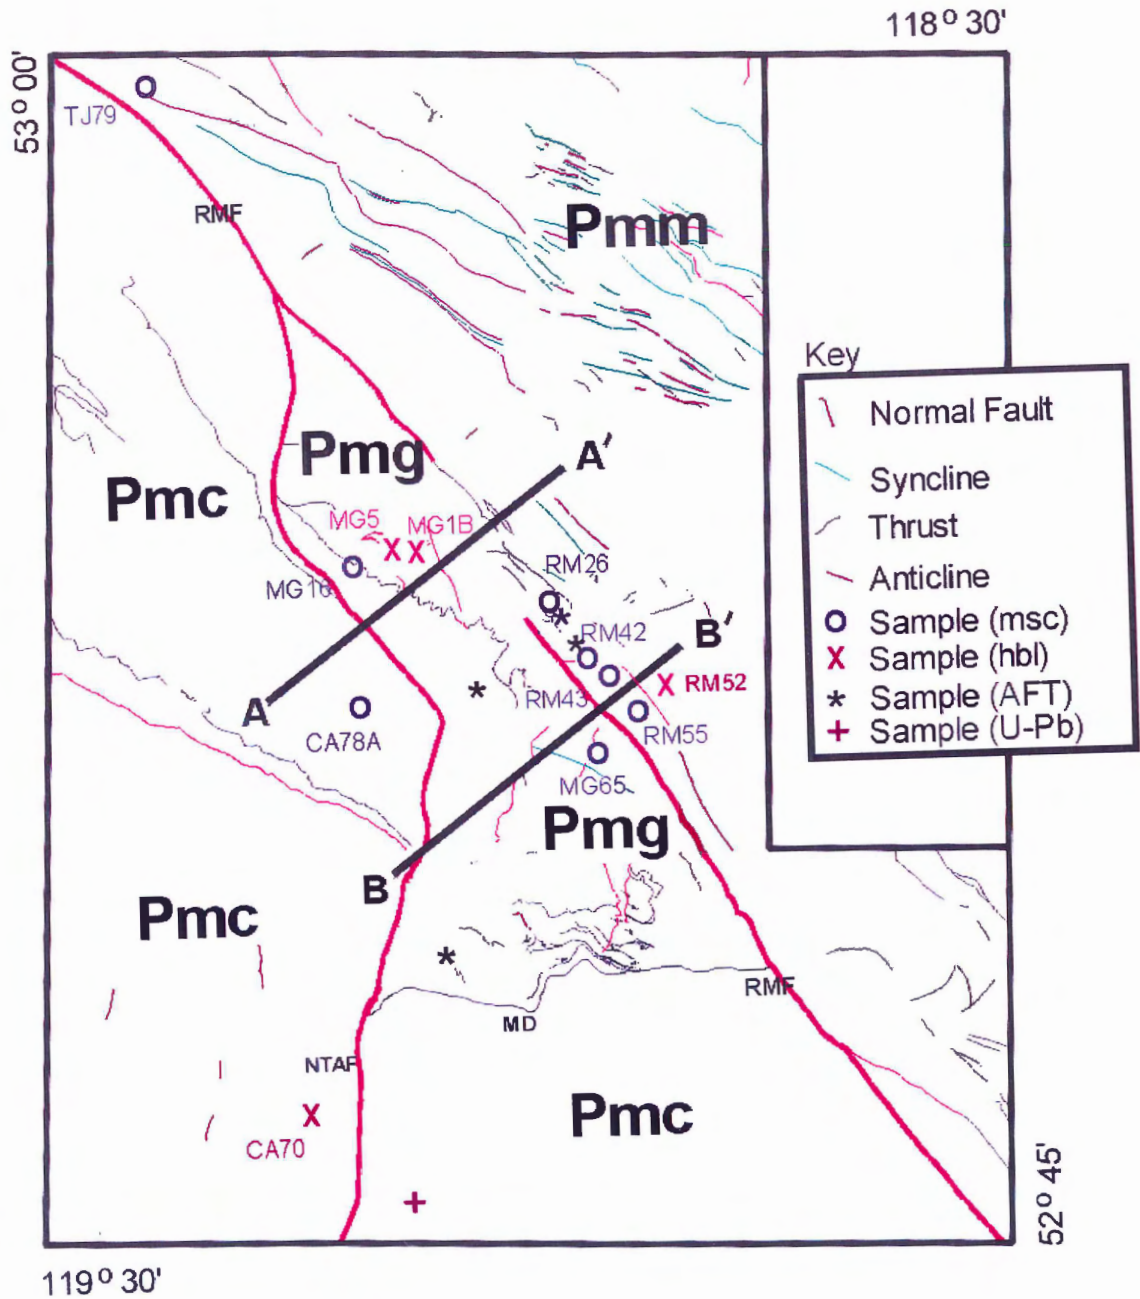 118° 30'
53° 00'
TJ79
RMF
Pmm
Key
Normal Fault
Syncline
Thrust
Anticline
Sample (msc)
Sample (hbl)
Sample (AFT)
Sample (U-Pb)
Pmg
A'
Pmc
MG5
MG1B
RM26
MG16
RM42
B'
RM43
RM52
A
CA78A
RM55
MG65
Pmg
B
Pmc
RMF
MD
NTAF
Pmc
CA70
52° 45'
119° 30'